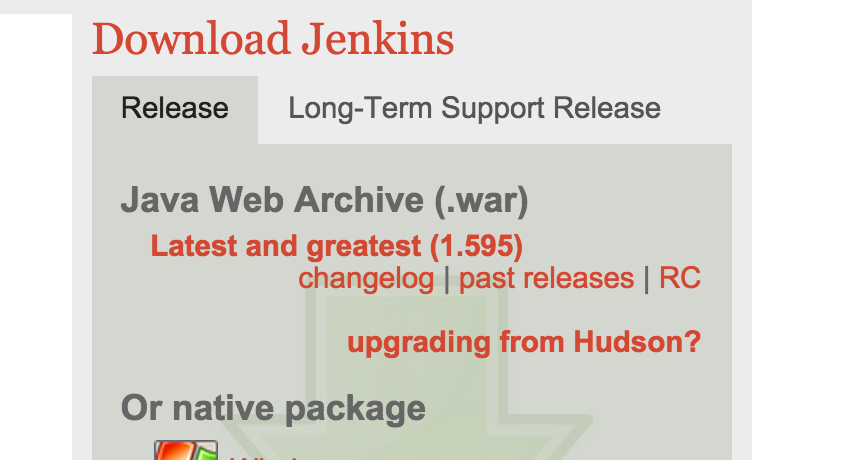 Download Jenkins
Release
Long-Term Support Release
Java Web Archive (.war)
Latest and greatest (1.595)
changelog | past releases | RC
upgrading from Hudson?
Or native package